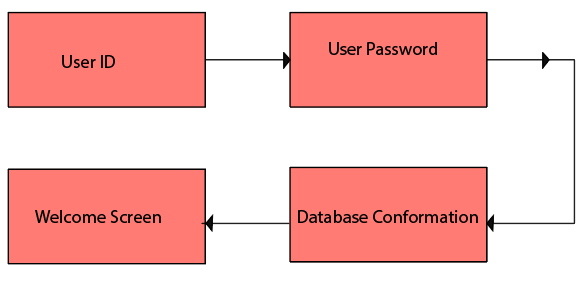 User ID
User Password
Database Conformation
Welcome Screen